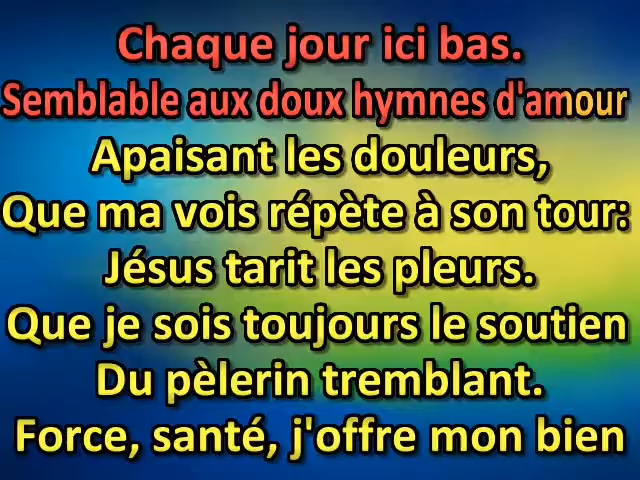 Chaque jour ici bas.
Semblable aux doux hymnes d'amour
Apaisant les douleurs,
Que ma vois répète à son tour:
Jésus tarit les pleurs.
Que je sois toujours le soutien
Du pèlerin tremblant.
Force, santé, j'offre mon bien